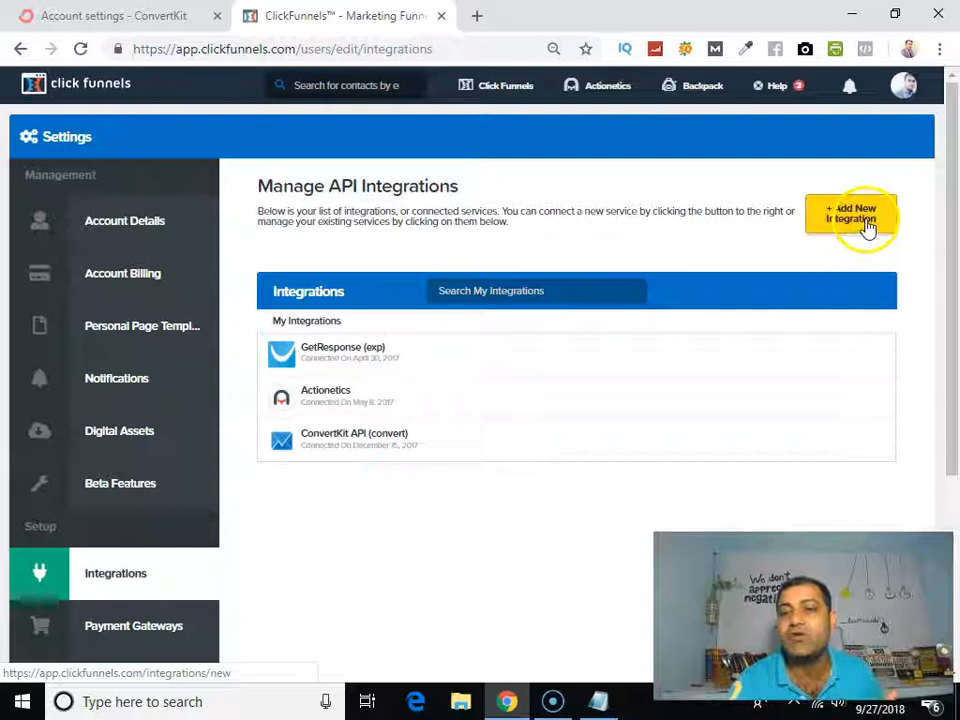 Account settings - ConvertKit
ClickFunnels™ - Marketing Funn
https://app.clickfunnels.com/users/edit/integrations
click funnels
Search for contacts by e
Click Funnels
Actionetics
Backpack
Help
Settings
Management
Account Details
Account Billing
Personal Page Templ...
Notifications
Digital Assets
Beta Features
Setup
Integrations
Payment Gateways
Manage API Integrations
Below is your list of integrations, or connected services. You can connect a new service by clicking the button to the right or
manage your existing services by clicking on them below.
+ Add New
Integration
Integrations
Search My Integrations
My Integrations
GetResponse (exp)
Connected On April 30, 2017
Actionetics
Connected On May 8, 2017
ConvertKit API (convert)
Connected On December 15, 2017
We don't
appreciate
https://app.clickfunnels.com/integrations/new
Type here to search
9/27/2018
6